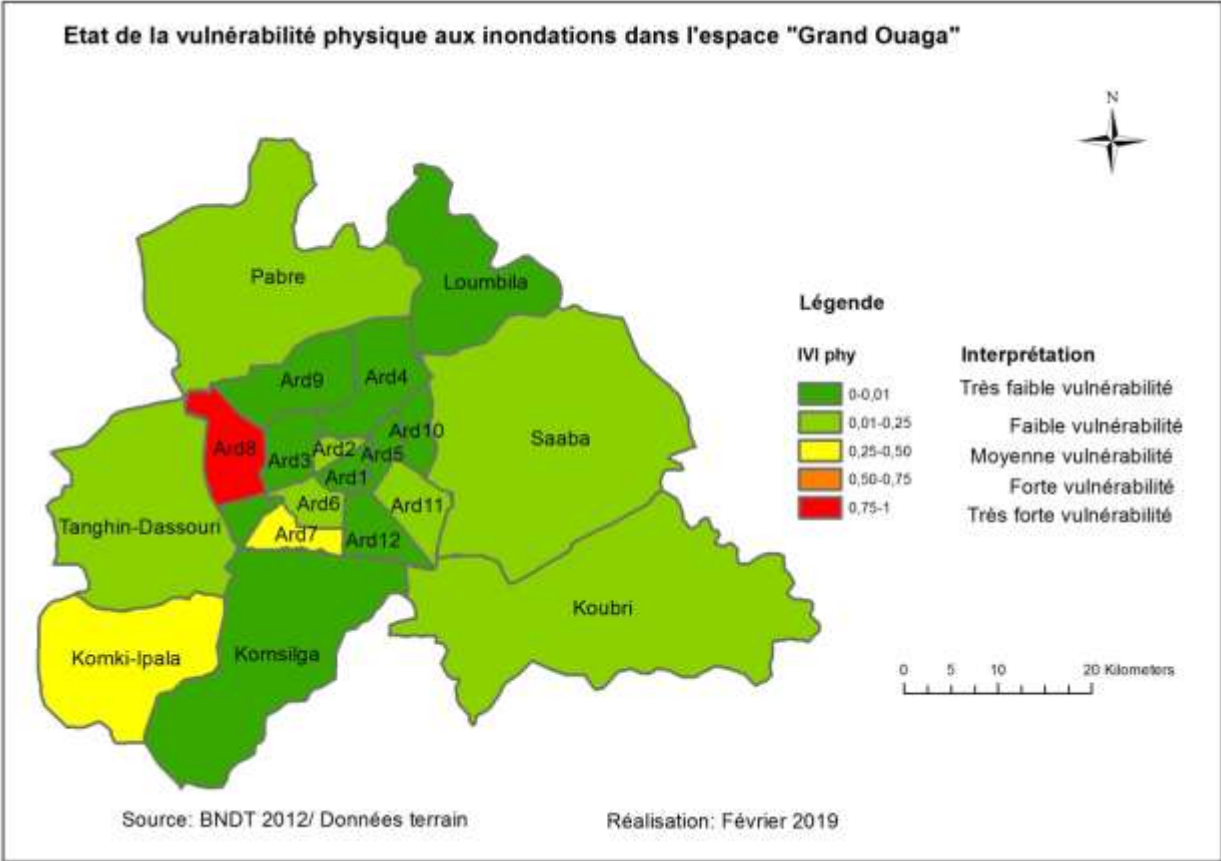 Etat de la vulnérabilité physique aux inondations dans l'espace "Grand Ouaga"
N
Pabre
Loumbila
Légende
IVI phy
Interprétation
0-0,01
Très faible vulnérabilité
0,01-0,25
Faible vulnérabilité
0,25-0,50
Moyenne vulnérabilité
0,50-0,75
Forte vulnérabilité
0,75-1
Très forte vulnérabilité
Ard9
Ard4
Ard10
Saaba
Ard8
Ard3
Ard2
Ard5
Ard1
Ard6
Ard11
Tanghin-Dassouri
Ard7
Ard12
Koubri
Komki-Ipala
Komsilga
0 5 10 20 Kilometers
Source: BNDT 2012/ Données terrain
Réalisation: Février 2019